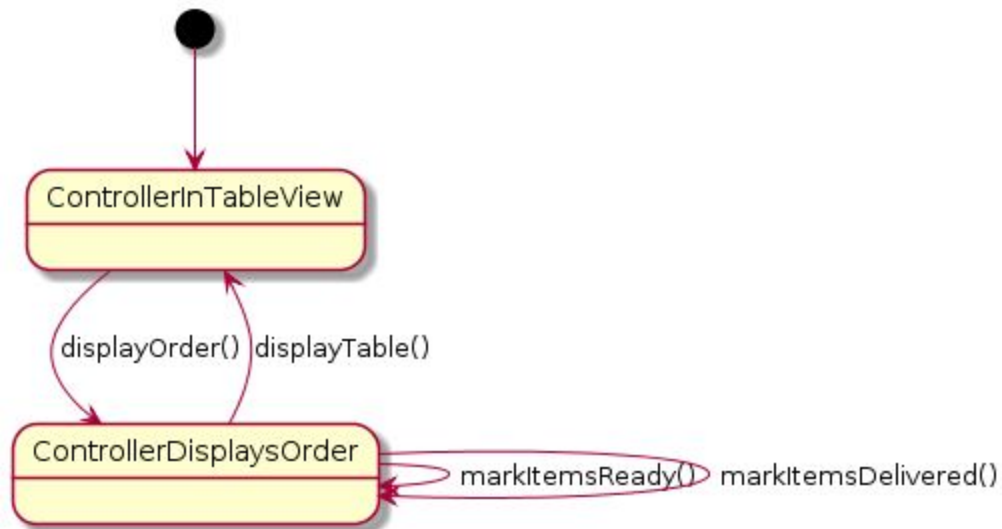 ControllerInTableView
displayOrder() displayTable()
ControllerDisplaysOrder
markItemsReady() markItemsDelivered()